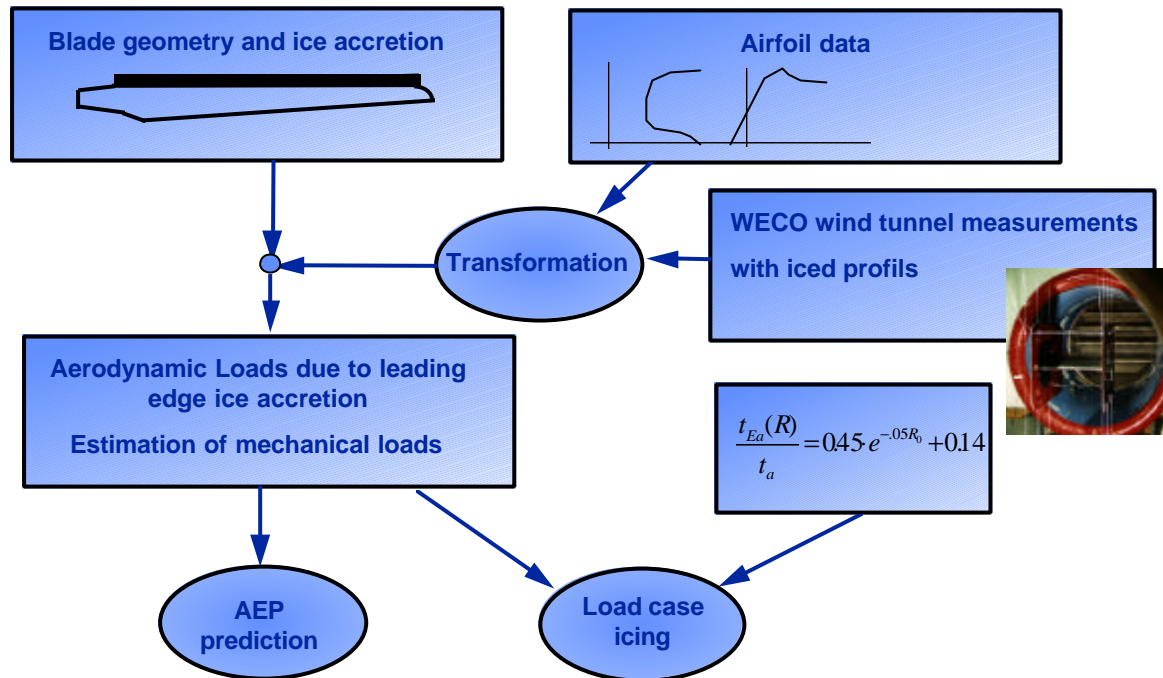 Blade geometry and ice accretion
Airfoil data
WECO wind tunnel measurements
with iced profils
Transformation
Aerodynamic Loads due to leading
edge ice accretion
Estimation of mechanical loads
t_{Ea}(R)/t_a = 0.45· e^{-.05R_0} + 0.14
AEP
prediction
Load case
icing